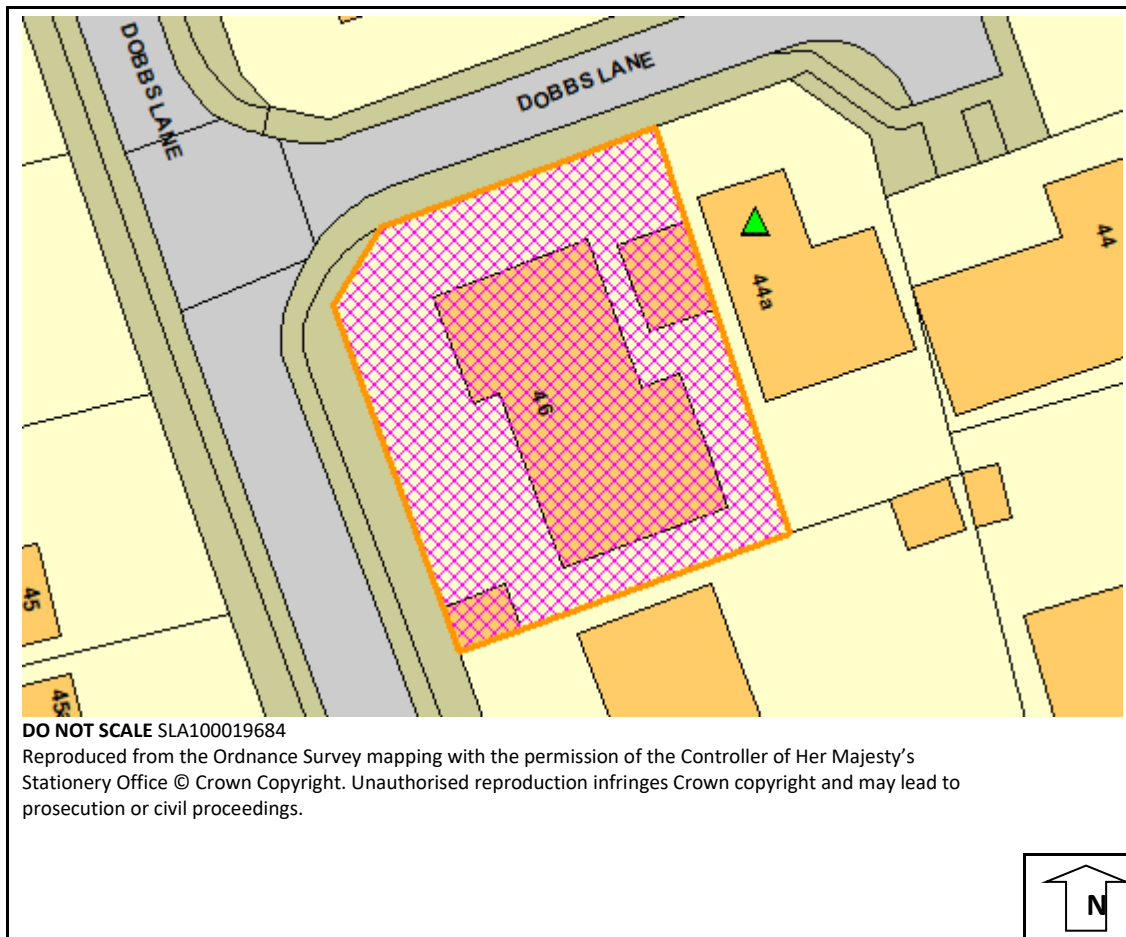 DOBBS LANE
DOBBS LANE
44
44a
46
45
45a
DO NOT SCALE SLA100019684
Reproduced from the Ordnance Survey mapping with the permission of the Controller of Her Majesty’s
Stationery Office © Crown Copyright. Unauthorised reproduction infringes Crown copyright and may lead to
prosecution or civil proceedings.
N